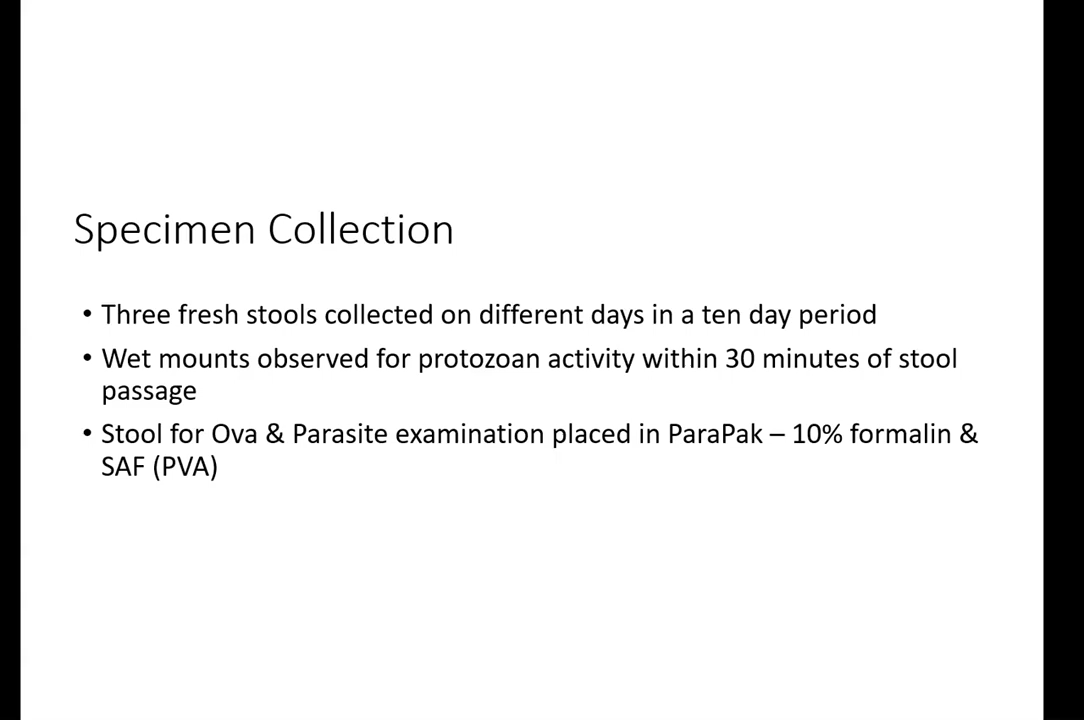 Specimen Collection
• Three fresh stools collected on different days in a ten day period
• Wet mounts observed for protozoan activity within 30 minutes of stool
passage
• Stool for Ova & Parasite examination placed in ParaPak – 10% formalin &
SAF (PVA)